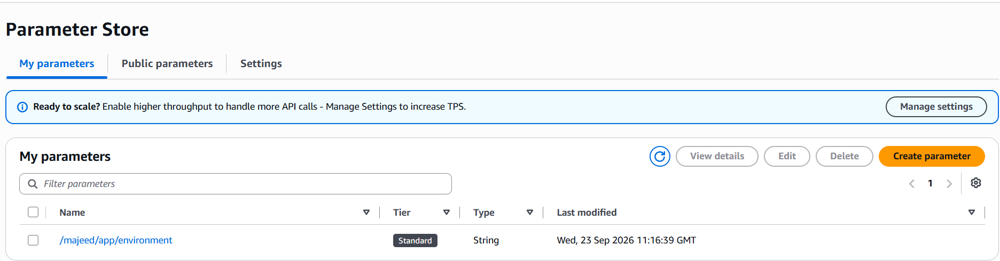 Parameter Store
My parameters
Public parameters
Settings
Ready to scale? Enable higher throughput to handle more API calls - Manage Settings to increase TPS.
Manage settings
My parameters
View details
Edit
Delete
Create parameter
Filter parameters
1
Name
Tier
Type
Last modified
/majeed/app/environment
Standard
String
Wed, 23 Sep 2026 11:16:39 GMT